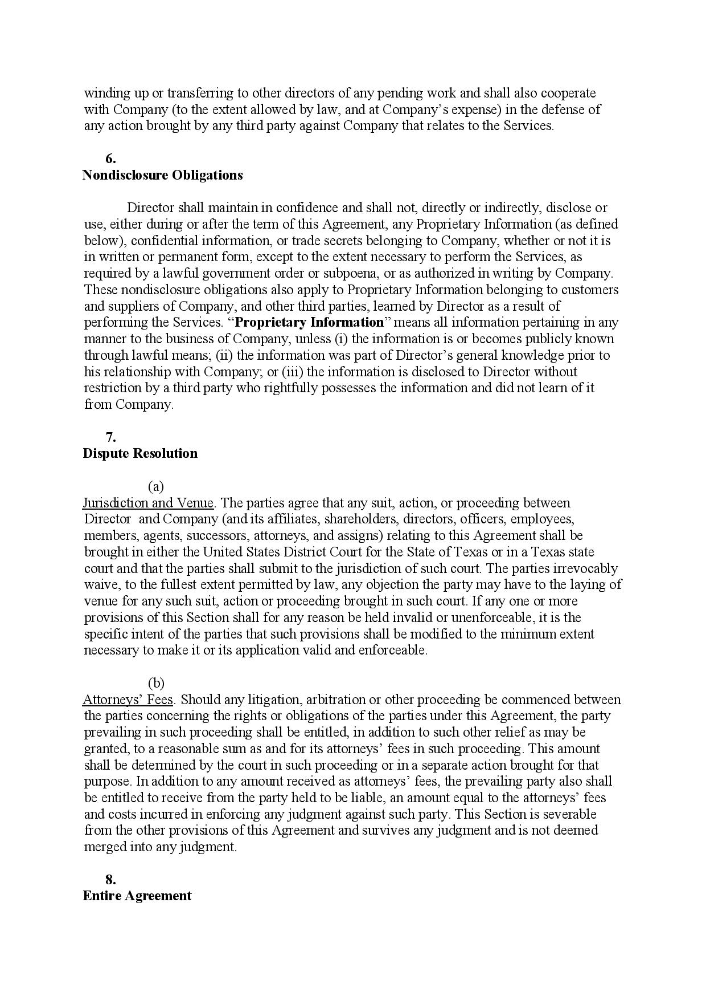 winding up or transferring to other directors of any pending work and shall also cooperate
with Company (to the extent allowed by law, and at Company’s expense) in the defense of
any action brought by any third party against Company that relates to the Services.
6.
Nondisclosure Obligations
Director shall maintain in confidence and shall not, directly or indirectly, disclose or
use, either during or after the term of this Agreement, any Proprietary Information (as defined
below), confidential information, or trade secrets belonging to Company, whether or not it is
in written or permanent form, except to the extent necessary to perform the Services, as
required by a lawful government order or subpoena, or as authorized in writing by Company.
These nondisclosure obligations also apply to Proprietary Information belonging to customers
and suppliers of Company, and other third parties, learned by Director as a result of
performing the Services. “Proprietary Information” means all information pertaining in any
manner to the business of Company, unless (i) the information is or becomes publicly known
through lawful means; (ii) the information was part of Director’s general knowledge prior to
his relationship with Company; or (iii) the information is disclosed to Director without
restriction by a third party who rightfully possesses the information and did not learn of it
from Company.
7.
Dispute Resolution
(a)
Jurisdiction and Venue. The parties agree that any suit, action, or proceeding between
Director  and Company (and its affiliates, shareholders, directors, officers, employees,
members, agents, successors, attorneys, and assigns) relating to this Agreement shall be
brought in either the United States District Court for the State of Texas or in a Texas state
court and that the parties shall submit to the jurisdiction of such court. The parties irrevocably
waive, to the fullest extent permitted by law, any objection the party may have to the laying of
venue for any such suit, action or proceeding brought in such court. If any one or more
provisions of this Section shall for any reason be held invalid or unenforceable, it is the
specific intent of the parties that such provisions shall be modified to the minimum extent
necessary to make it or its application valid and enforceable.
(b)
Attorneys’ Fees. Should any litigation, arbitration or other proceeding be commenced between
the parties concerning the rights or obligations of the parties under this Agreement, the party
prevailing in such proceeding shall be entitled, in addition to such other relief as may be
granted, to a reasonable sum as and for its attorneys’ fees in such proceeding. This amount
shall be determined by the court in such proceeding or in a separate action brought for that
purpose. In addition to any amount received as attorneys’ fees, the prevailing party also shall
be entitled to receive from the party held to be liable, an amount equal to the attorneys’ fees
and costs incurred in enforcing any judgment against such party. This Section is severable
from the other provisions of this Agreement and survives any judgment and is not deemed
merged into any judgment.
8.
Entire Agreement